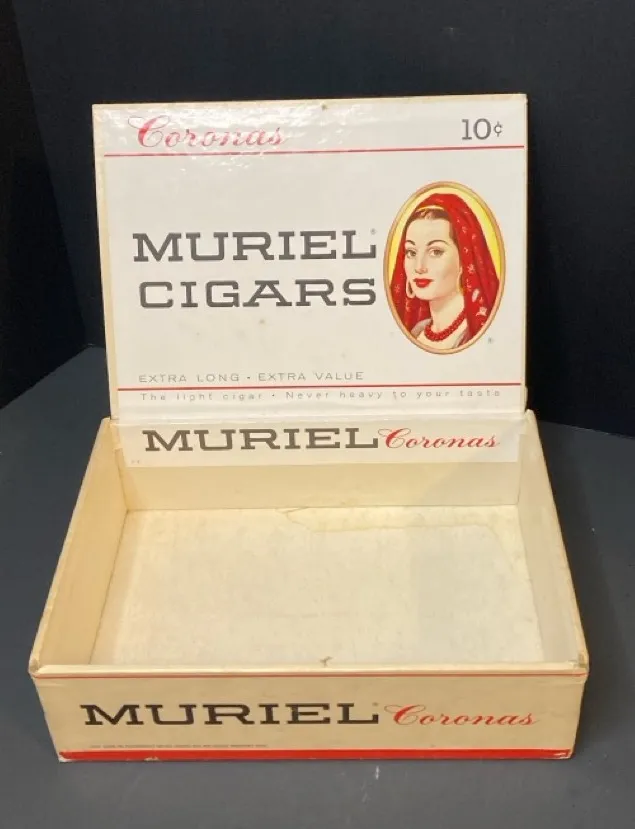 Coronas 10¢
MURIEL®
CIGARS
EXTRA LONG • EXTRA VALUE
The light cigar • Never heavy to your taste
MURIEL Coronas
MURIEL® Coronas